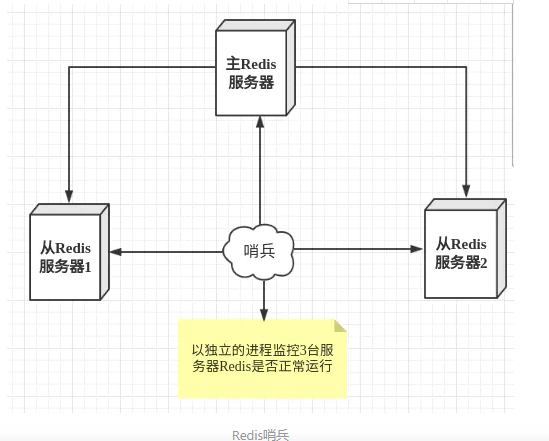 主Redis
服务器
从Redis
服务器1
哨兵
从Redis
服务器2
以独立的进程监控3台服
务器Redis是否正常运行
Redis哨兵